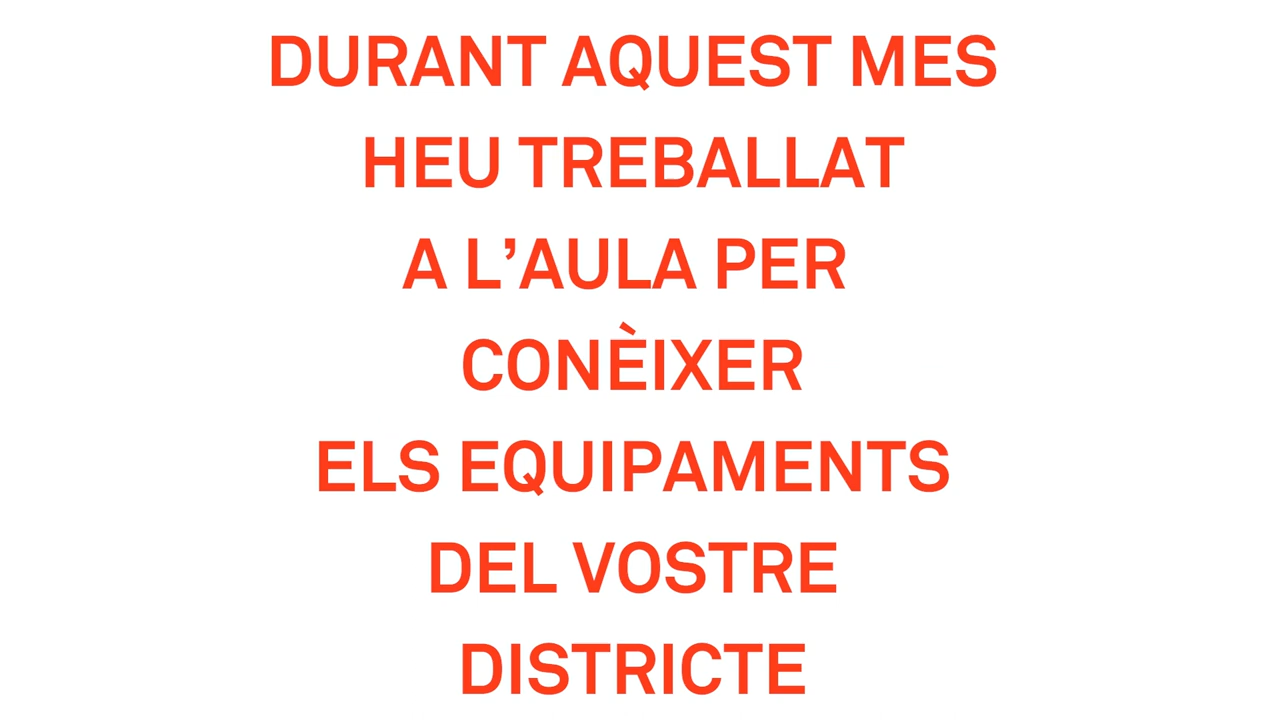 DURANT AQUEST MES
HEU TREBALLAT
A L’AULA PER
CONÈIXER
ELS EQUIPAMENTS
DEL VOSTRE
DISTRICTE